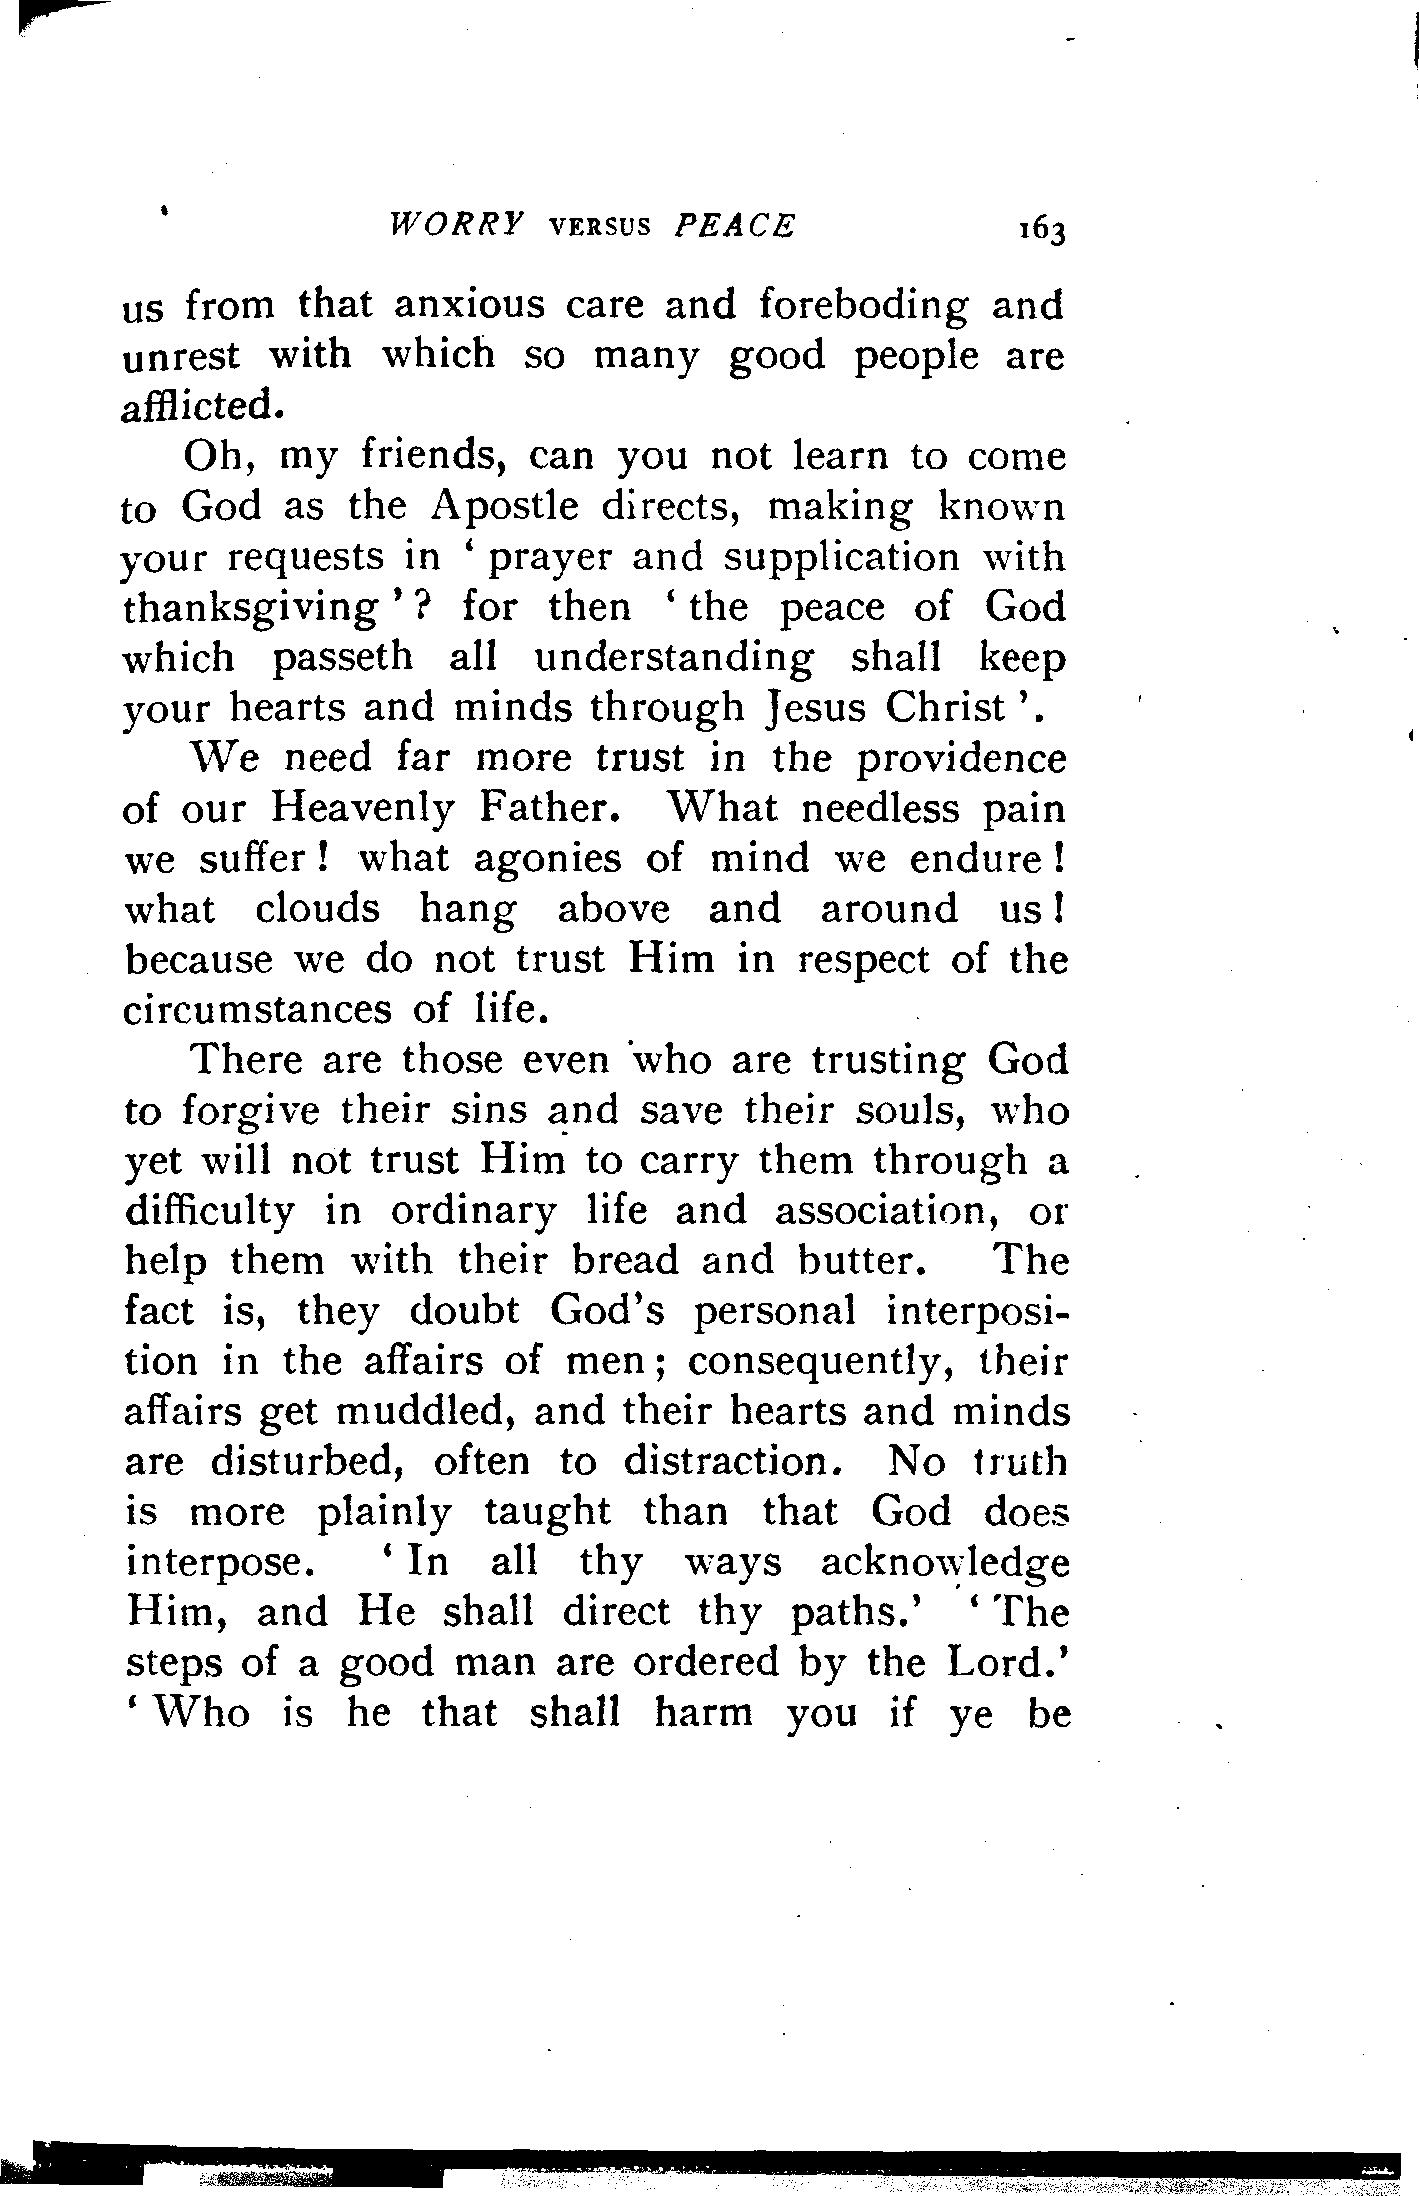 WORRY VERSUS PEACE 163
us from that anxious care and foreboding and
unrest with which so many good people are
afflicted.
Oh, my friends, can you not learn to come
to God as the Apostle directs, making known
your requests in ‘ prayer and supplication with
thanksgiving ’? for then ‘ the peace of God
which passeth all understanding shall keep
your hearts and minds through Jesus Christ ’.
We need far more trust in the providence
of our Heavenly Father. What needless pain
we suffer ! what agonies of mind we endure !
what clouds hang above and around us !
because we do not trust Him in respect of the
circumstances of life.
There are those even who are trusting God
to forgive their sins and save their souls, who
yet will not trust Him to carry them through a
difficulty in ordinary life and association, or
help them with their bread and butter. The
fact is, they doubt God’s personal interposi-
tion in the affairs of men ; consequently, their
affairs get muddled, and their hearts and minds
are disturbed, often to distraction. No truth
is more plainly taught than that God does
interpose. ‘ In all thy ways acknowledge
Him, and He shall direct thy paths.’ ‘ The
steps of a good man are ordered by the Lord.’
‘ Who is he that shall harm you if ye be